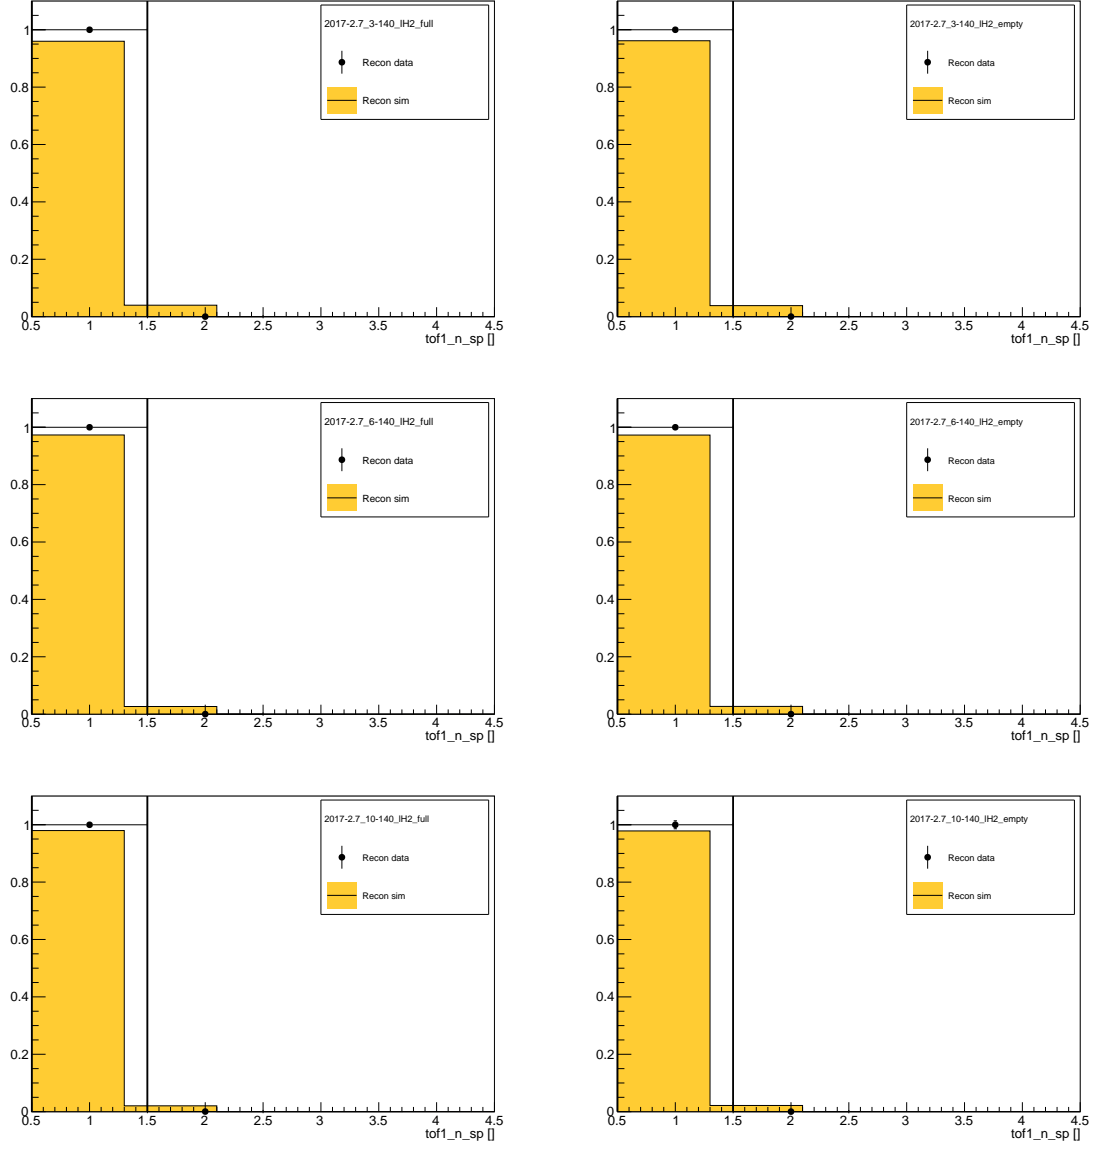 2017-2.7_3-140_lH2_full
Recon data
Recon sim
1
0.8
0.6
0.4
0.2
0
0.5 1 1.5 2 2.5 3 3.5 4 4.5
tof1_n_sp []
2017-2.7_3-140_lH2_empty
Recon data
Recon sim
1
0.8
0.6
0.4
0.2
0
0.5 1 1.5 2 2.5 3 3.5 4 4.5
tof1_n_sp []
2017-2.7_6-140_lH2_full
Recon data
Recon sim
1
0.8
0.6
0.4
0.2
0
0.5 1 1.5 2 2.5 3 3.5 4 4.5
tof1_n_sp []
2017-2.7_6-140_lH2_empty
Recon data
Recon sim
1
0.8
0.6
0.4
0.2
0
0.5 1 1.5 2 2.5 3 3.5 4 4.5
tof1_n_sp []
2017-2.7_10-140_lH2_full
Recon data
Recon sim
1
0.8
0.6
0.4
0.2
0
0.5 1 1.5 2 2.5 3 3.5 4 4.5
tof1_n_sp []
2017-2.7_10-140_lH2_empty
Recon data
Recon sim
1
0.8
0.6
0.4
0.2
0
0.5 1 1.5 2 2.5 3 3.5 4 4.5
tof1_n_sp []